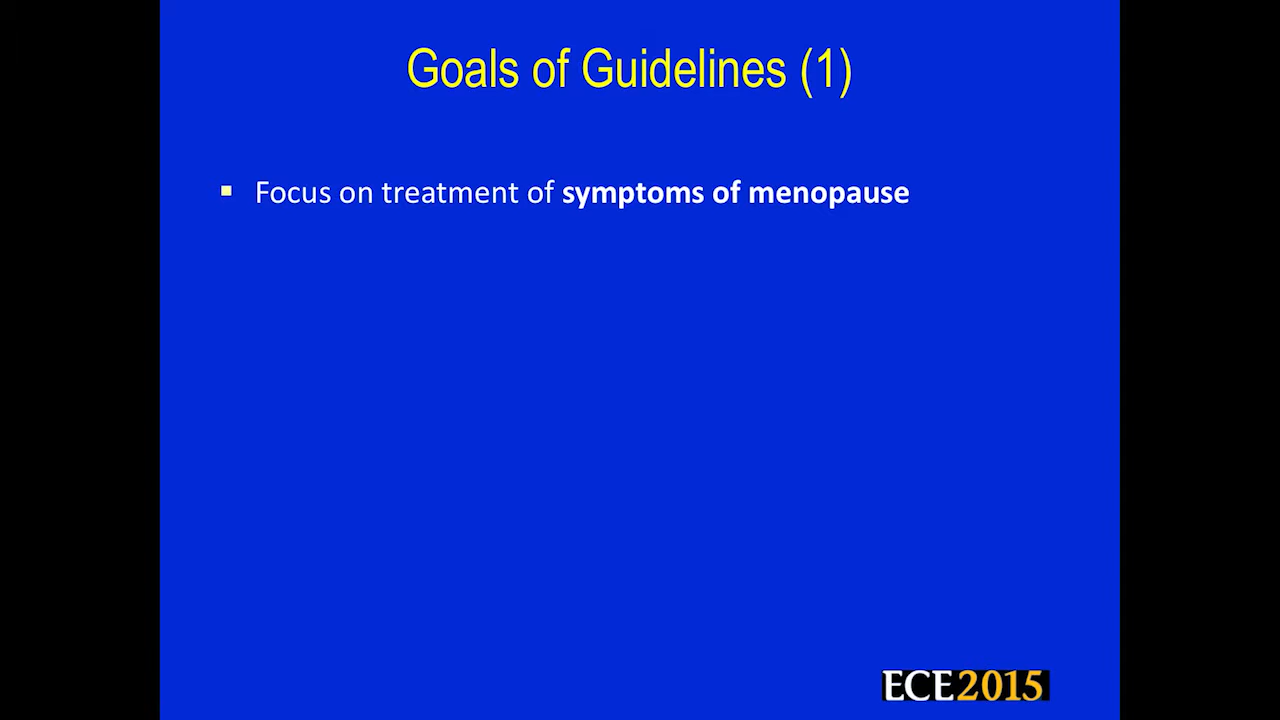 Goals of Guidelines (1)
Focus on treatment of symptoms of menopause
ECE2015